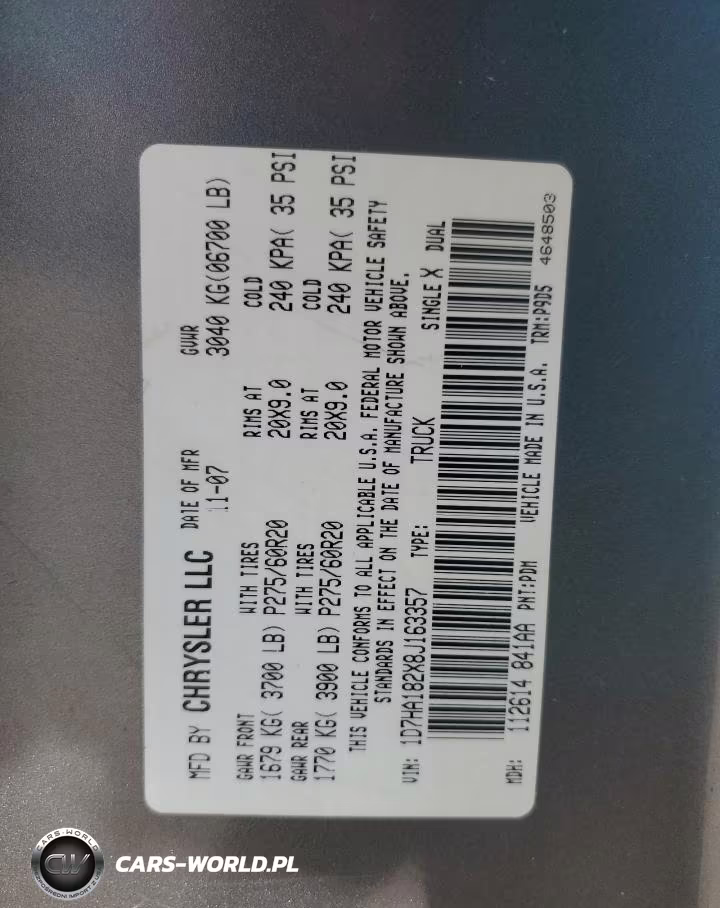 MFD BY CHRYSLER LLC DATE OF MFR GVWR
11-07 3040 KG(06700 LB)
GAWR FRONT WITH TIRES RIMS AT COLD
1679 KG( 3700 LB) P275/60R20 20X9.0 240 KPA( 35 PSI
GAWR REAR WITH TIRES RIMS AT COLD
1770 KG( 3900 LB) P275/60R20 20X9.0 240 KPA( 35 PSI
THIS VEHICLE CONFORMS TO ALL APPLICABLE U.S.A. FEDERAL MOTOR VEHICLE SAFETY
STANDARDS IN EFFECT ON THE DATE OF MANUFACTURE SHOWN ABOVE.
VIN: 1D7HA182X8J163357 TYPE: TRUCK SINGLE X DUAL
MDH: 112614 841AA PNT:PDM VEHICLE MADE IN U.S.A. TRM:P9D5
4648503
CARS-WORLD
CW
CARS-WORLD.PL